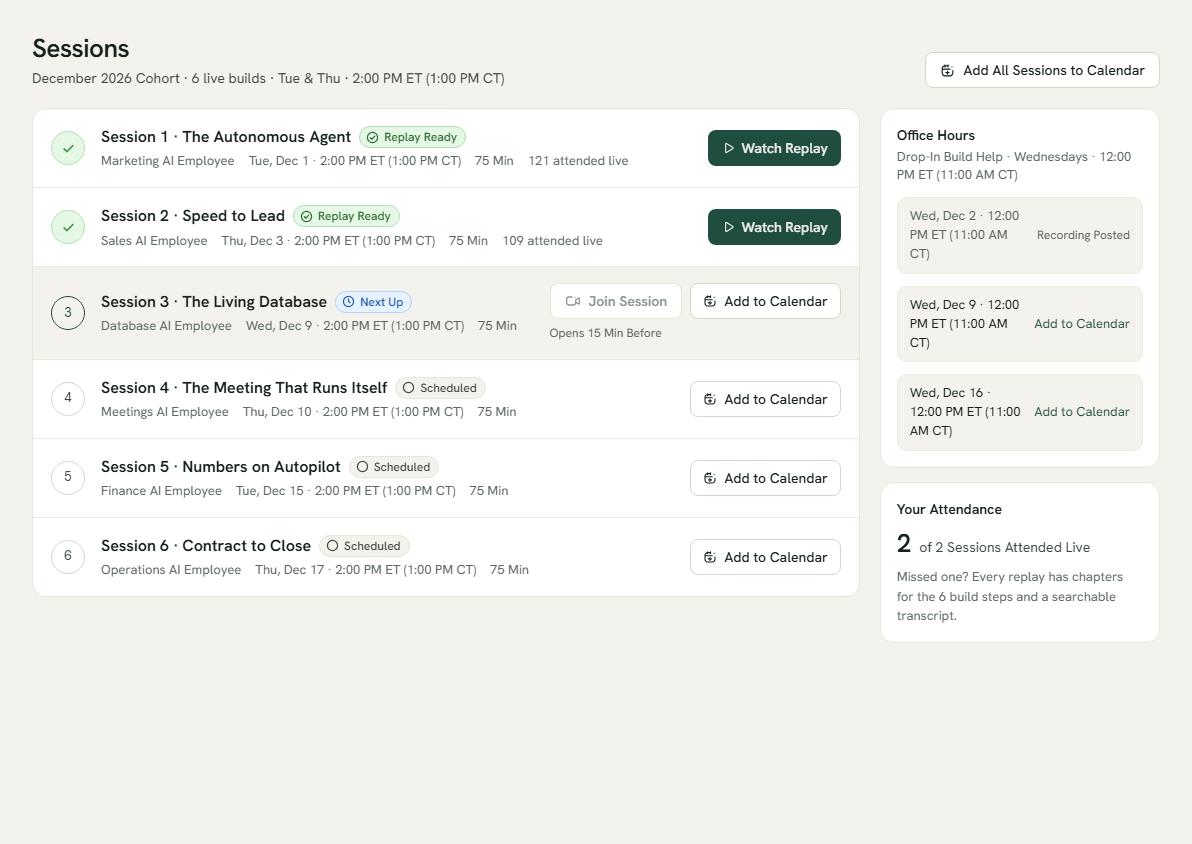 Sessions
December 2026 Cohort · 6 live builds · Tue & Thu · 2:00 PM ET (1:00 PM CT)
Add All Sessions to Calendar
Session 1 · The Autonomous Agent
Replay Ready
Marketing AI Employee Tue, Dec 1 · 2:00 PM ET (1:00 PM CT) 75 Min 121 attended live
Watch Replay
Session 2 · Speed to Lead
Replay Ready
Sales AI Employee Thu, Dec 3 · 2:00 PM ET (1:00 PM CT) 75 Min 109 attended live
Watch Replay
3
Session 3 · The Living Database
Next Up
Database AI Employee Wed, Dec 9 · 2:00 PM ET (1:00 PM CT) 75 Min
Join Session
Add to Calendar
Opens 15 Min Before
4
Session 4 · The Meeting That Runs Itself
Scheduled
Meetings AI Employee Thu, Dec 10 · 2:00 PM ET (1:00 PM CT) 75 Min
Add to Calendar
5
Session 5 · Numbers on Autopilot
Scheduled
Finance AI Employee Tue, Dec 15 · 2:00 PM ET (1:00 PM CT) 75 Min
Add to Calendar
6
Session 6 · Contract to Close
Scheduled
Operations AI Employee Thu, Dec 17 · 2:00 PM ET (1:00 PM CT) 75 Min
Add to Calendar
Office Hours
Drop-In Build Help · Wednesdays · 12:00
PM ET (11:00 AM CT)
Wed, Dec 2 · 12:00
PM ET (11:00 AM
CT)
Recording Posted
Wed, Dec 9 · 12:00
PM ET (11:00 AM
CT)
Add to Calendar
Wed, Dec 16 ·
12:00 PM ET (11:00
AM CT)
Add to Calendar
Your Attendance
2 of 2 Sessions Attended Live
Missed one? Every replay has chapters
for the 6 build steps and a searchable
transcript.